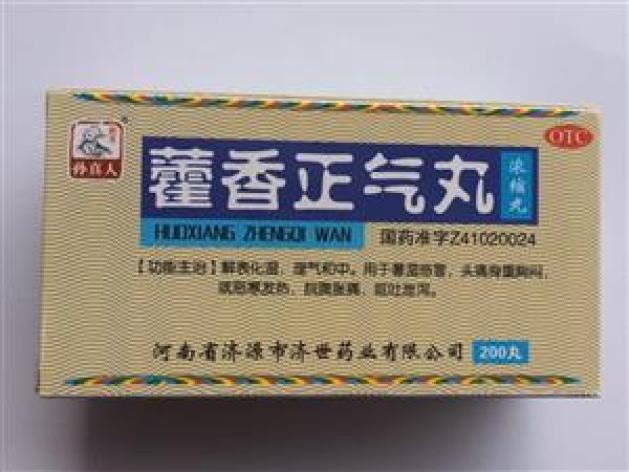 OTC
孙真人
藿香正气丸
浓缩丸
HUOXIANG ZHENGQI WAN
国药准字Z41020024
【功能主治】解表化湿,理气和中。用于暑湿感冒,头痛身重胸闷,
或恶寒发热,脘腹胀痛,呕吐泄泻。
河南省济源市济世药业有限公司
200丸